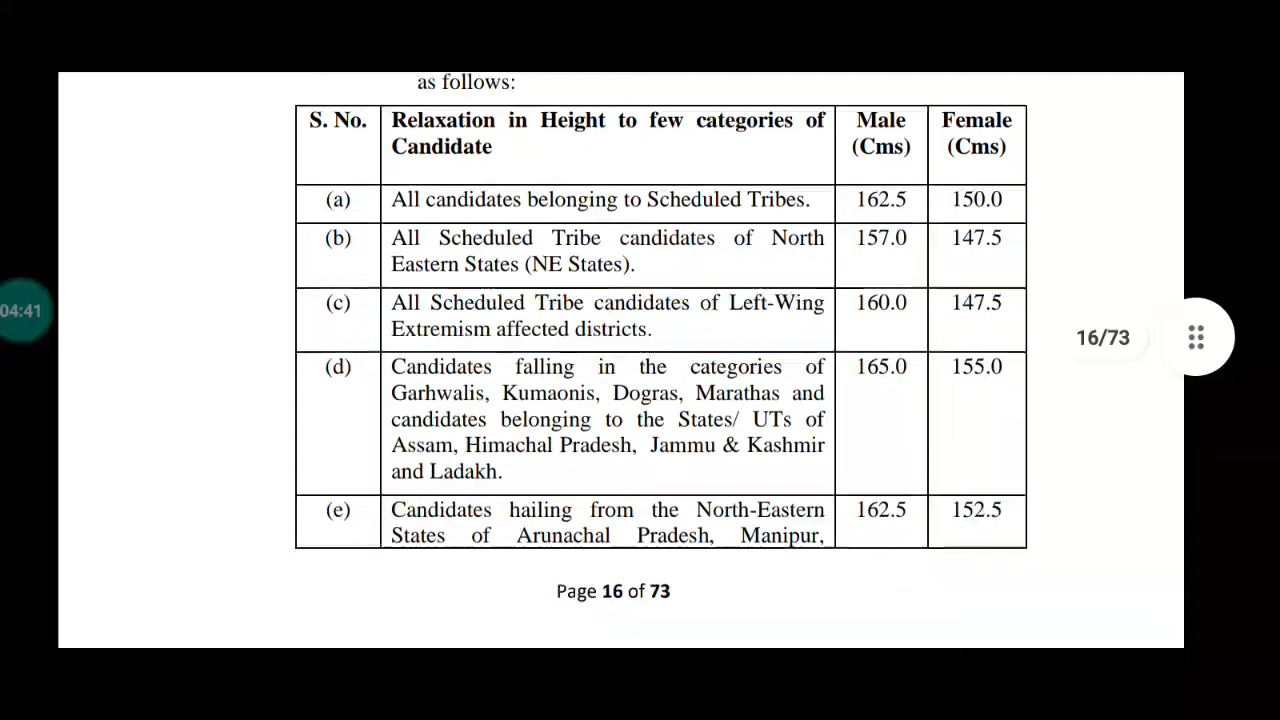 as follows:
S. No. Relaxation in Height to few categories of Male Female
Candidate (Cms) (Cms)
(a) All candidates belonging to Scheduled Tribes. 162.5 150.0
(b) All Scheduled Tribe candidates of North 157.0 147.5
Eastern States (NE States).
(c) All Scheduled Tribe candidates of Left-Wing 160.0 147.5
Extremism affected districts.
(d) Candidates falling in the categories of 165.0 155.0
Garhwalis, Kumaonis, Dogras, Marathas and
candidates belonging to the States/ UTs of
Assam, Himachal Pradesh, Jammu & Kashmir
and Ladakh.
(e) Candidates hailing from the North-Eastern 162.5 152.5
States of Arunachal Pradesh, Manipur,
Page 16 of 73
04:41
16/73